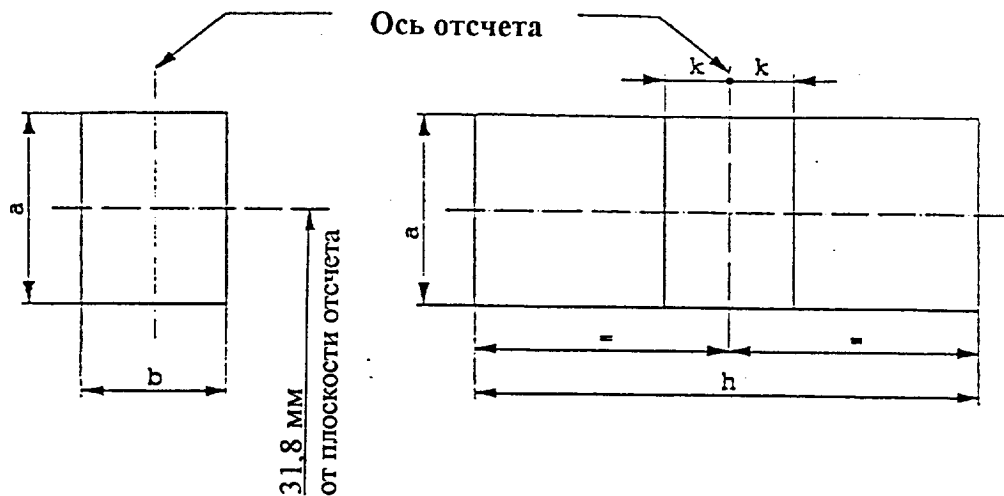 Ось отсчета
k k
a
a
b
=
=
h
31,8 мм
от плоскости отсчета